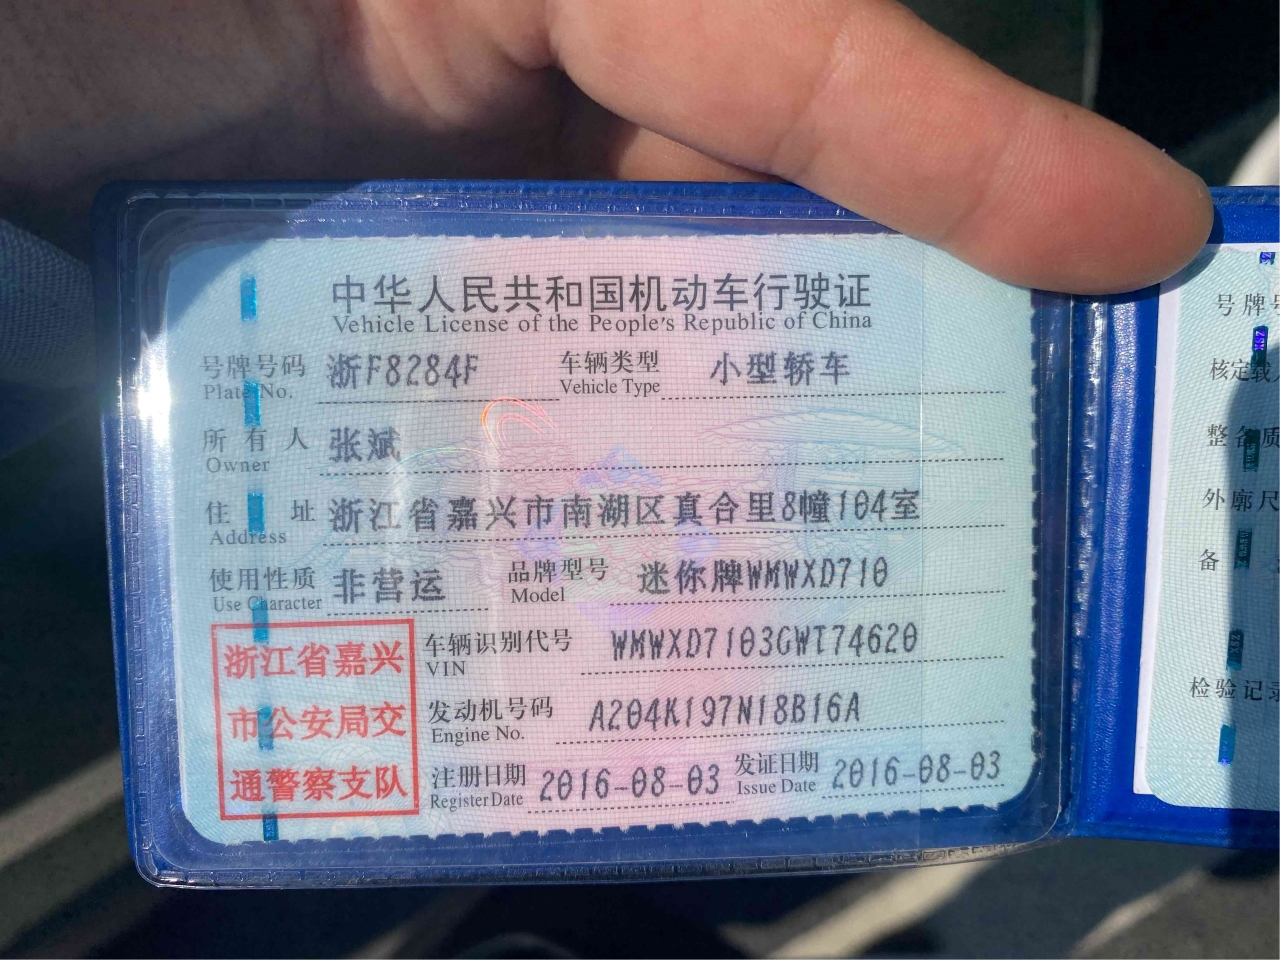 中华人民共和国机动车行驶证
Vehicle License of the People's Republic of China
号牌号码 浙F8284F 车辆类型 小型轿车
Plate No. Vehicle Type
所有人 张斌
Owner
住址 浙江省嘉兴市南湖区真合里8幢104室
Address
使用性质 非营运 品牌型号 迷你牌WMWXD710
Use Character Model
浙江省嘉兴
市公安局交
通警察支队
车辆识别代号 WMWXD7103GWT74620
VIN
发动机号码 A204K197N18B16A
Engine No.
注册日期 2016-08-03 发证日期 2016-08-03
Register Date Issue Date
号牌号
核定载
整备质
外廓尺
备
检验记